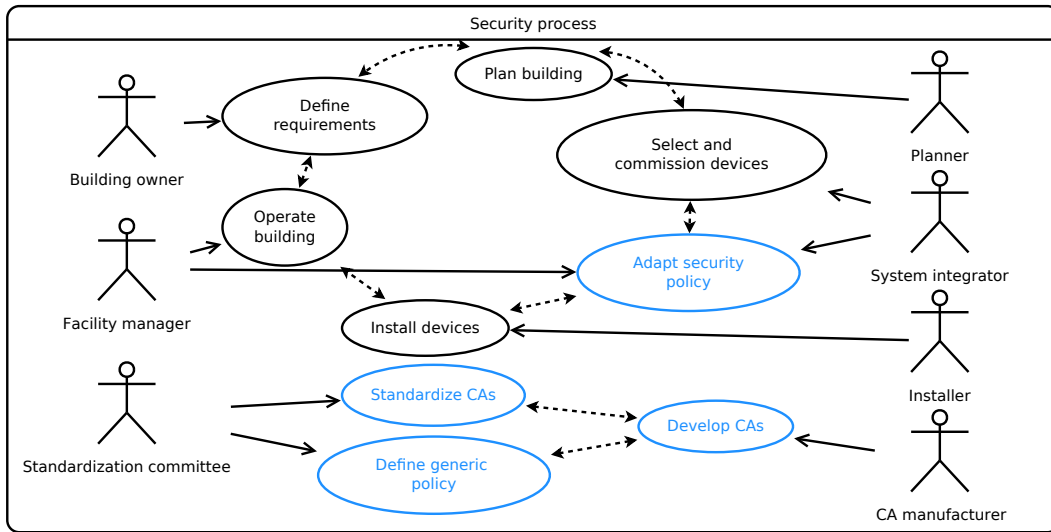 Security process
Plan building
Define
requirements
Select and
commission devices
Building owner
Planner
Operate
building
Adapt security
policy
System integrator
Facility manager
Install devices
Standardize CAs
Installer
Develop CAs
Standardization committee
Define generic
policy
CA manufacturer